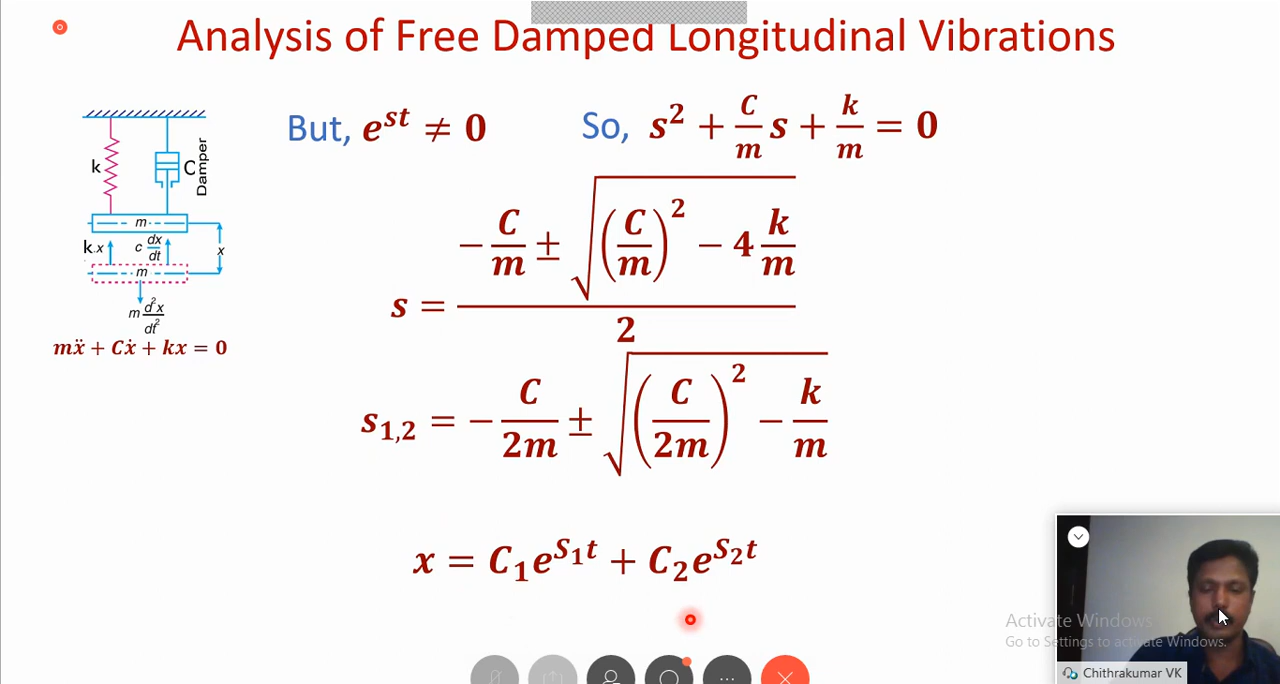 Analysis of Free Damped Longitudinal Vibrations
But, e^{st} ≠ 0 So, s² + C/m s + k/m = 0
k
C
Damper
m
k.x c dx/dt x
m
m d²x/dt²
mẍ + Cẋ + kx = 0
s = (−C/m ± √((C/m)² − 4 k/m)) / 2
s₁,₂ = −C/2m ± √((C/2m)² − k/m)
x = C₁e^{S₁t} + C₂e^{S₂t}
Activate Windows
Go to Settings to activate Windows.
Chithrakumar VK